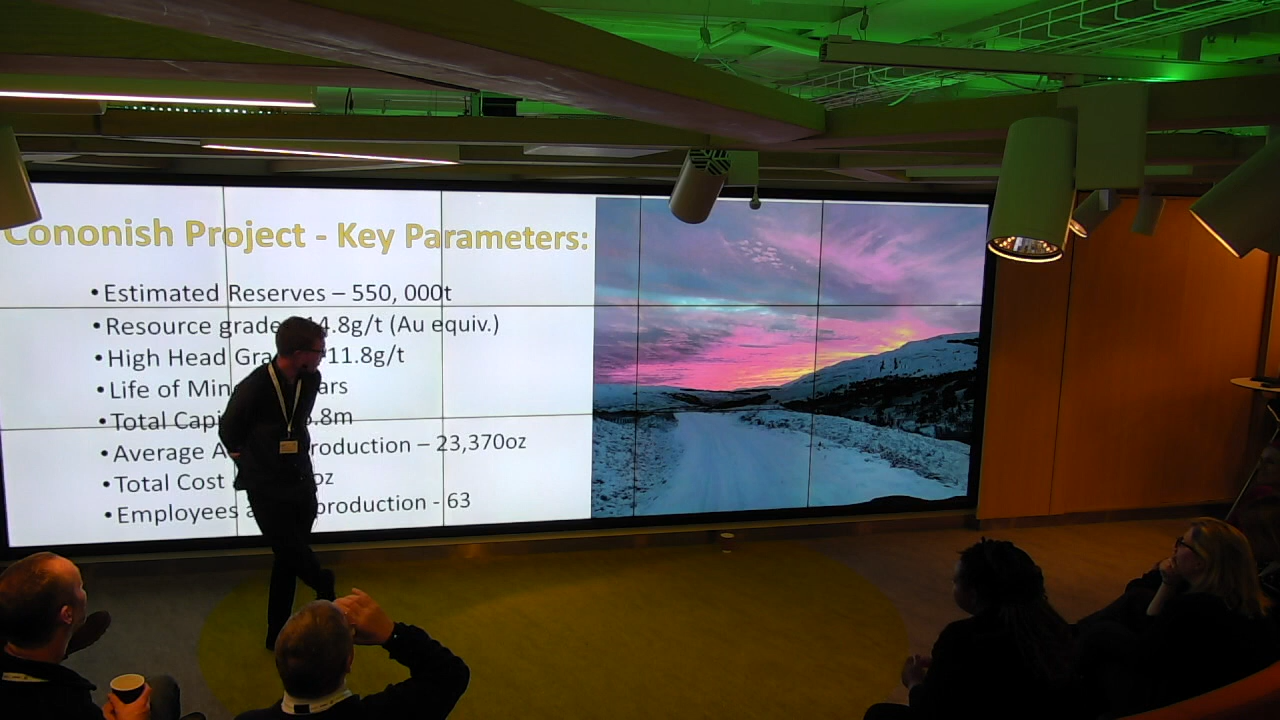 Cononish Project - Key Parameters:
• Estimated Reserves – 550, 000t
• Resource grade 14.8g/t (Au equiv.)
• High Head Gra 11.8g/t
• Life of Min ars
• Total Capi .8m
• Average A roduction – 23,370oz
• Total Cost oz
• Employees a production - 63